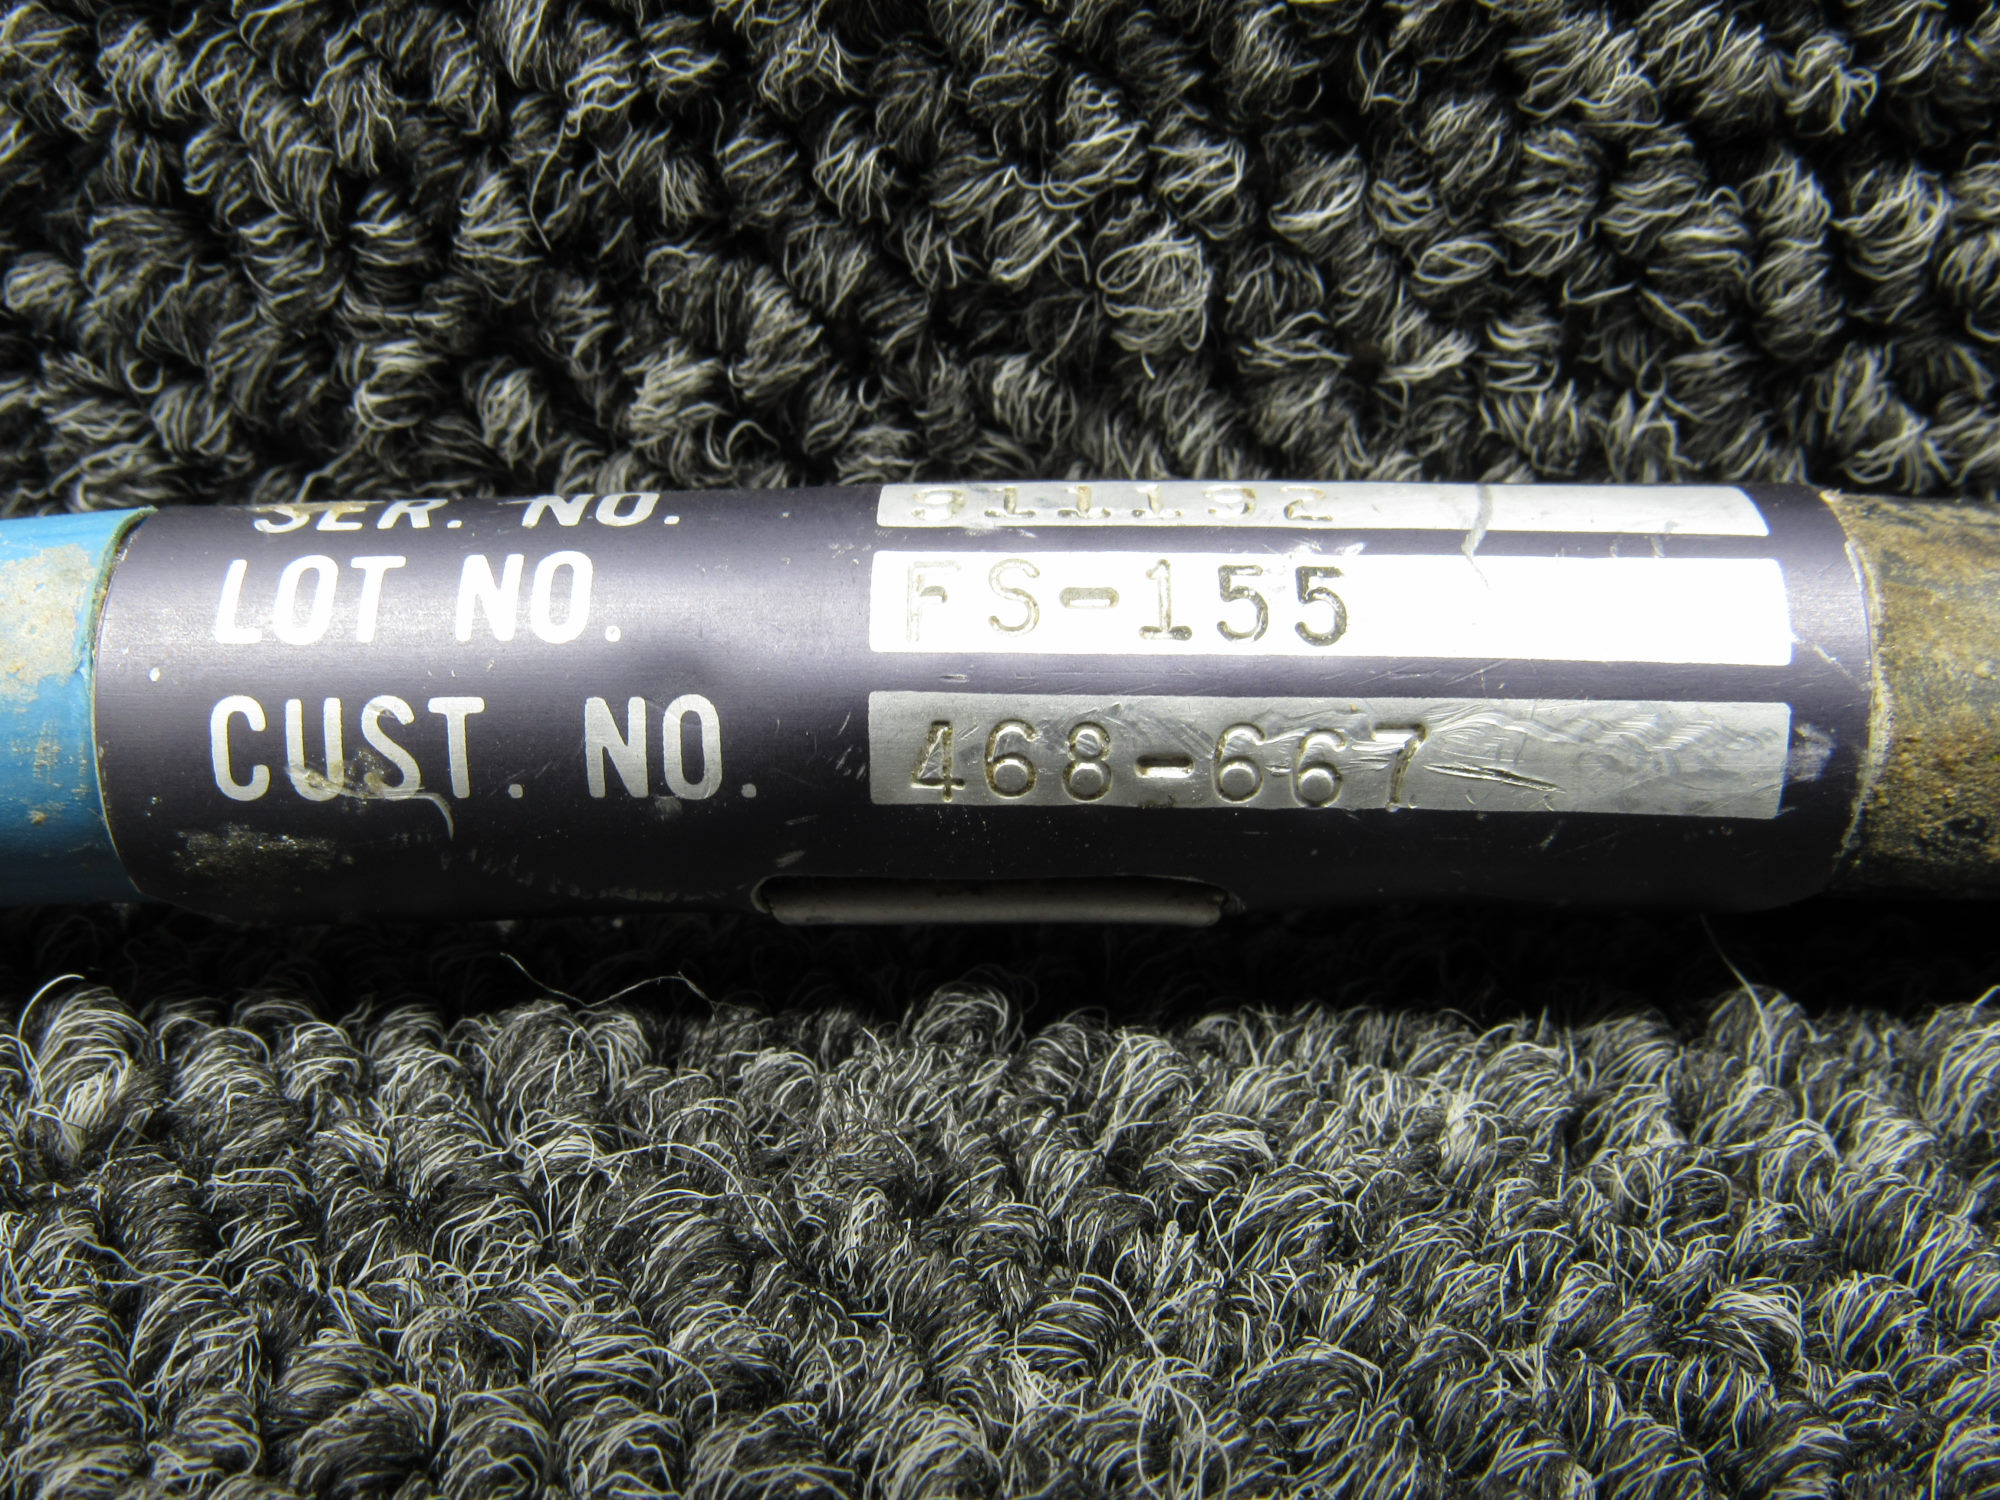 SER. NO. 911192
LOT NO. FS-155
CUST. NO. 468-667